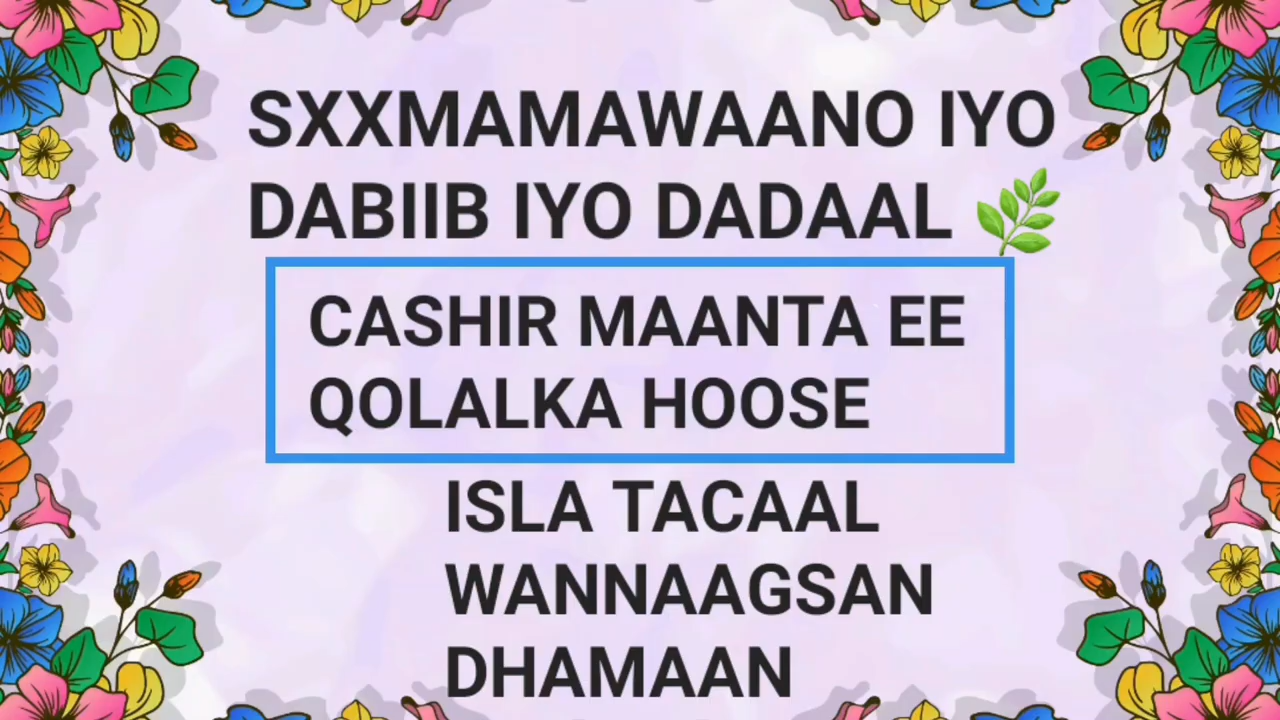 SXXMAMAWAANO IYO
DABIIB IYO DADAAL 🌿
CASHIR MAANTA EE
QOLALKA HOOSE
ISLA TACAAL
WANNAAGSAN
DHAMAAN